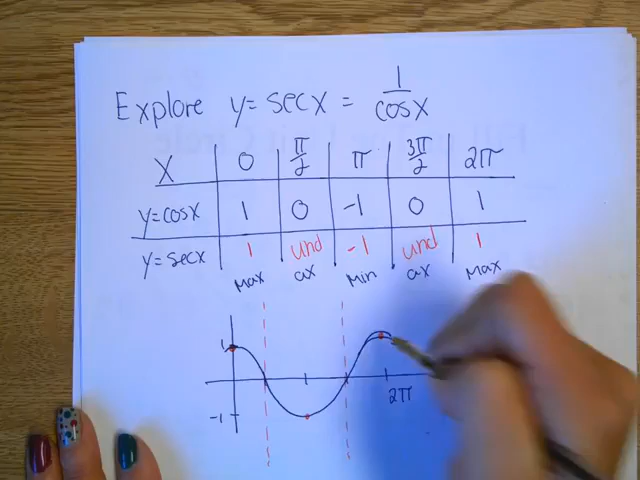 Explore y = sec x = 1/cos x
x 0 π/2 π 3π/2 2π
y = cos x 1 0 -1 0 1
y = sec x 1 und -1 und 1
Max ax Min ax Max
1
2π
-1